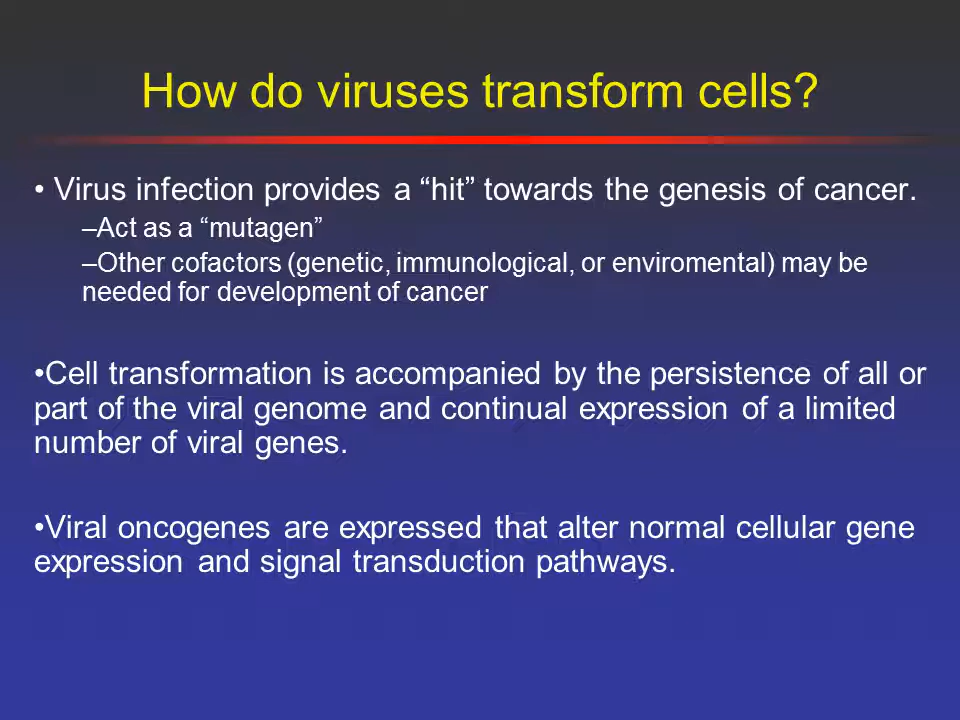 How do viruses transform cells?
• Virus infection provides a “hit” towards the genesis of cancer.
–Act as a “mutagen”
–Other cofactors (genetic, immunological, or enviromental) may be
needed for development of cancer
•Cell transformation is accompanied by the persistence of all or
part of the viral genome and continual expression of a limited
number of viral genes.
•Viral oncogenes are expressed that alter normal cellular gene
expression and signal transduction pathways.